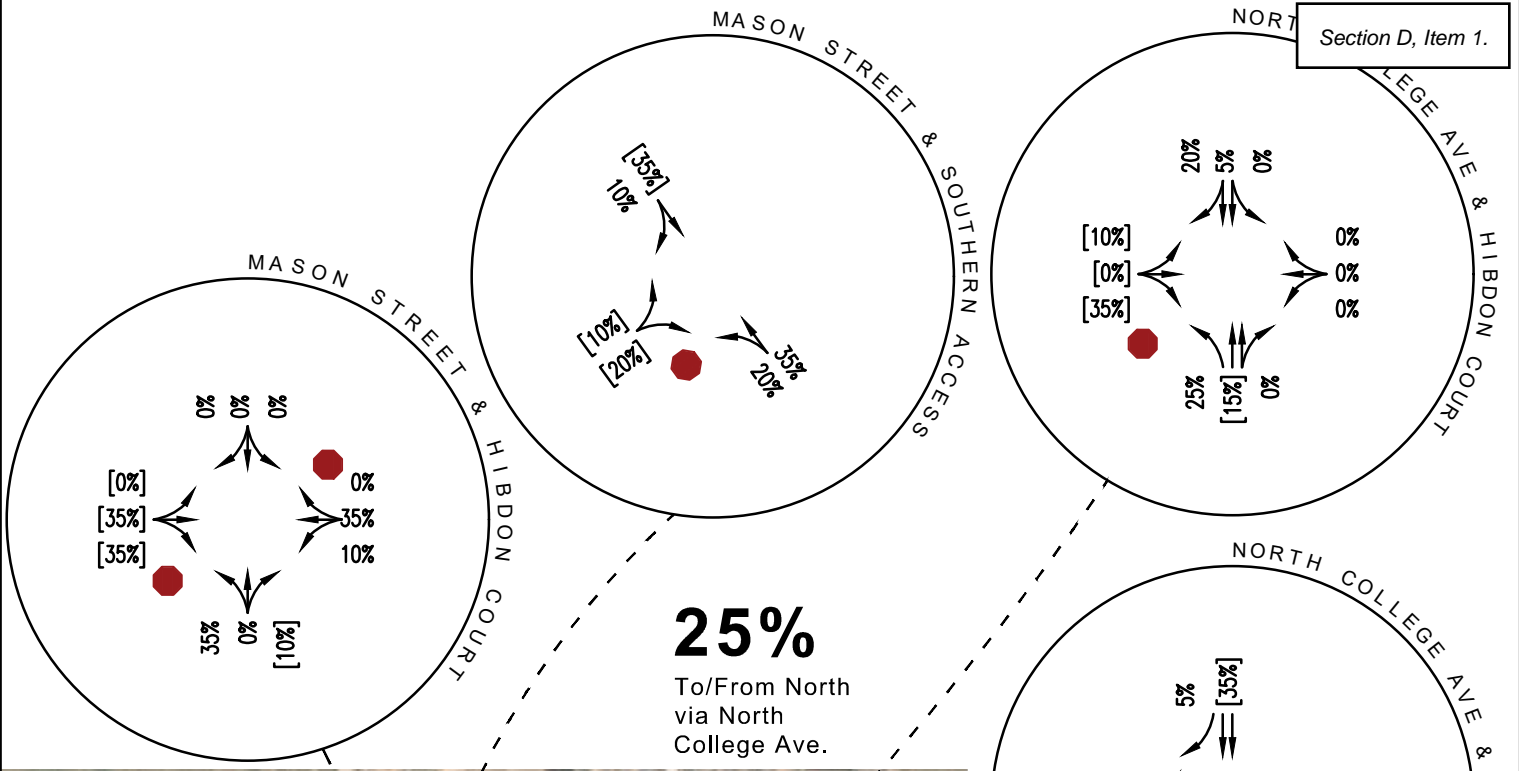 Section D, Item 1.
MASON STREET & SOUTHERN ACCESS
[35%]
10%
[10%]
[20%]
35%
20%
LEGE AVE & HIBDON COURT
20% 5% 0%
[10%]
[0%]
[35%]
0%
0%
0%
25% [15%] 0%
MASON STREET & HIBDON COURT
0% 0% 0%
[0%]
[35%]
[35%]
0%
35%
10%
35% 0% [10%]
25%
To/From North
via North
College Ave.
NORTH COLLEGE AVE &
5% [35%]